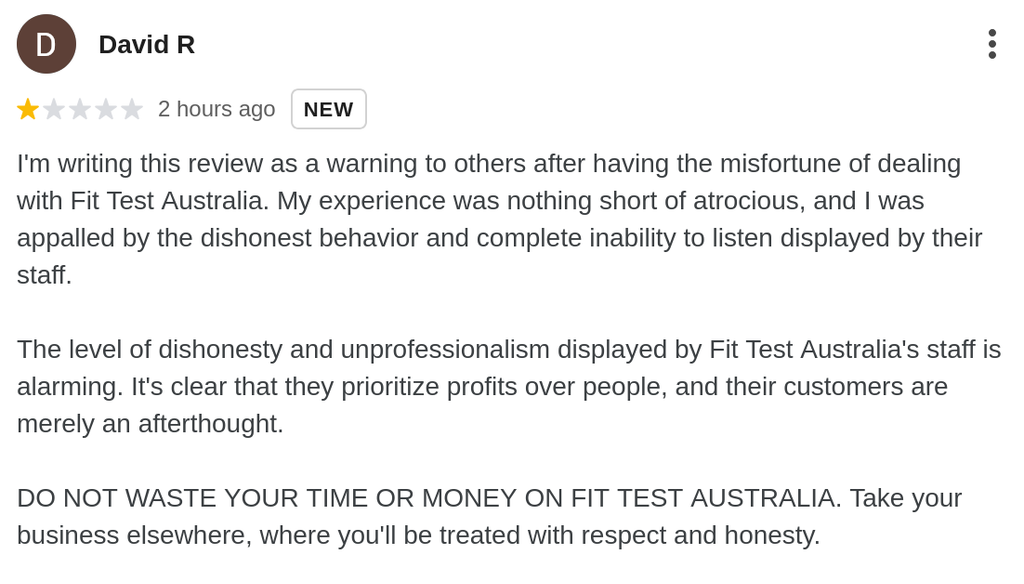 D
David R
2 hours ago
NEW
I'm writing this review as a warning to others after having the misfortune of dealing
with Fit Test Australia. My experience was nothing short of atrocious, and I was
appalled by the dishonest behavior and complete inability to listen displayed by their
staff.
The level of dishonesty and unprofessionalism displayed by Fit Test Australia's staff is
alarming. It's clear that they prioritize profits over people, and their customers are
merely an afterthought.
DO NOT WASTE YOUR TIME OR MONEY ON FIT TEST AUSTRALIA. Take your
business elsewhere, where you'll be treated with respect and honesty.